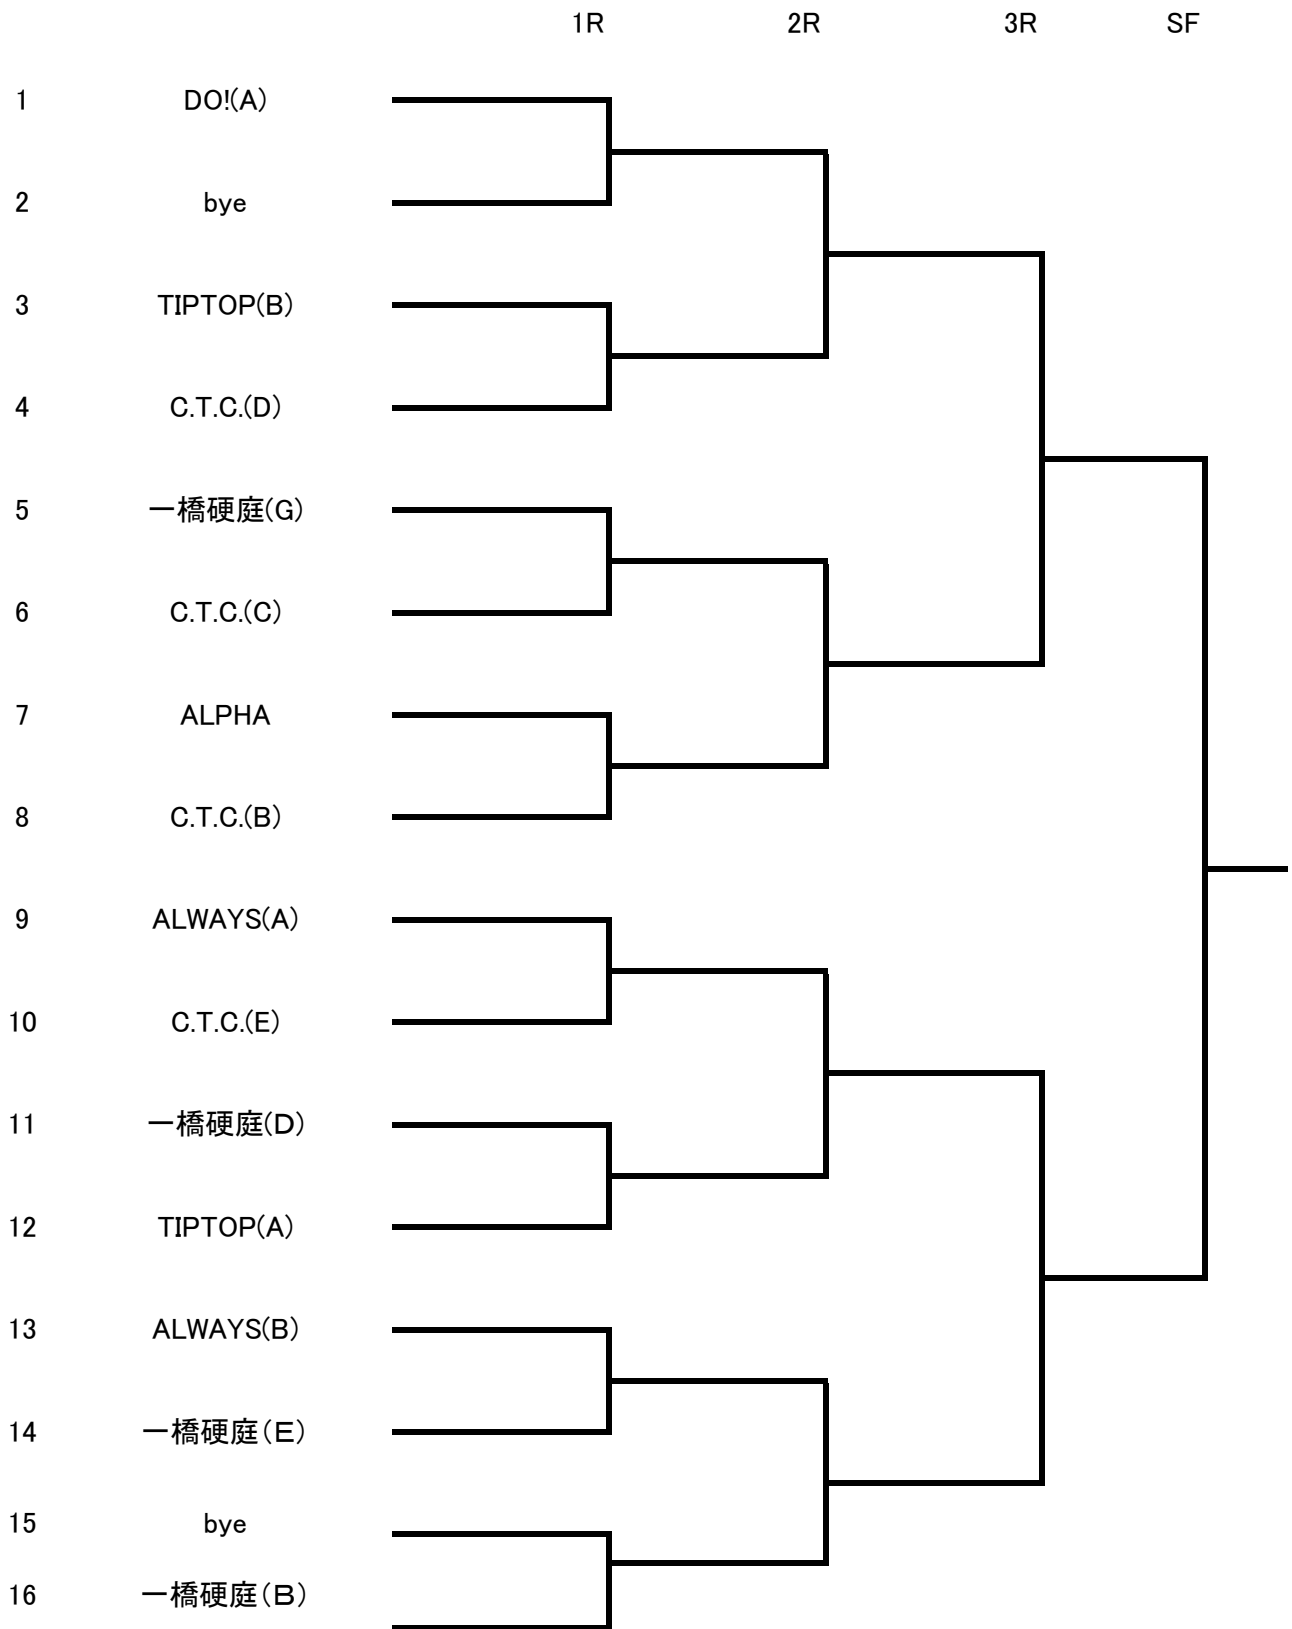 1R 2R 3R SF
1 DO!(A)
2 bye
3 TIPTOP(B)
4 C.T.C.(D)
5 一橋硬庭(G)
6 C.T.C.(C)
7 ALPHA
8 C.T.C.(B)
9 ALWAYS(A)
10 C.T.C.(E)
11 一橋硬庭(Ｄ)
12 TIPTOP(A)
13 ALWAYS(B)
14 一橋硬庭（Ｅ）
15 bye
16 一橋硬庭（Ｂ）